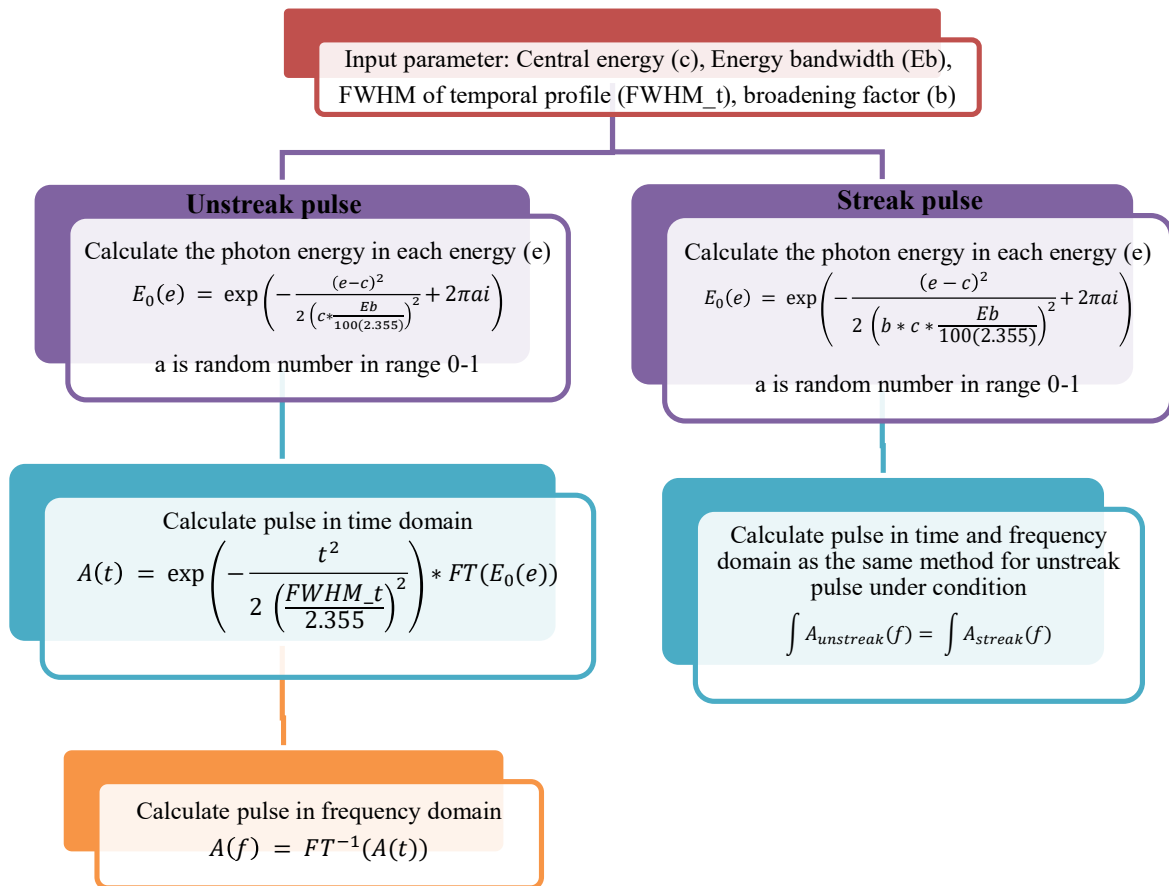 Input parameter: Central energy (c), Energy bandwidth (Eb),
FWHM of temporal profile (FWHM_t), broadening factor (b)
Unstreak pulse
Calculate the photon energy in each energy (e)
E₀(e) = exp(−(e−c)²/(2(c*Eb/100(2.355))²) + 2πai)
a is random number in range 0-1
Calculate pulse in time domain
A(t) = exp(−t²/(2(FWHM_t/2.355)²)) * FT(E₀(e))
Calculate pulse in frequency domain
A(f) = FT⁻¹(A(t))
Streak pulse
Calculate the photon energy in each energy (e)
E₀(e) = exp(−(e−c)²/(2(b*c*Eb/100(2.355))²) + 2πai)
a is random number in range 0-1
Calculate pulse in time and frequency
domain as the same method for unstreak
pulse under condition
∫A_unstreak(f) = ∫A_streak(f)